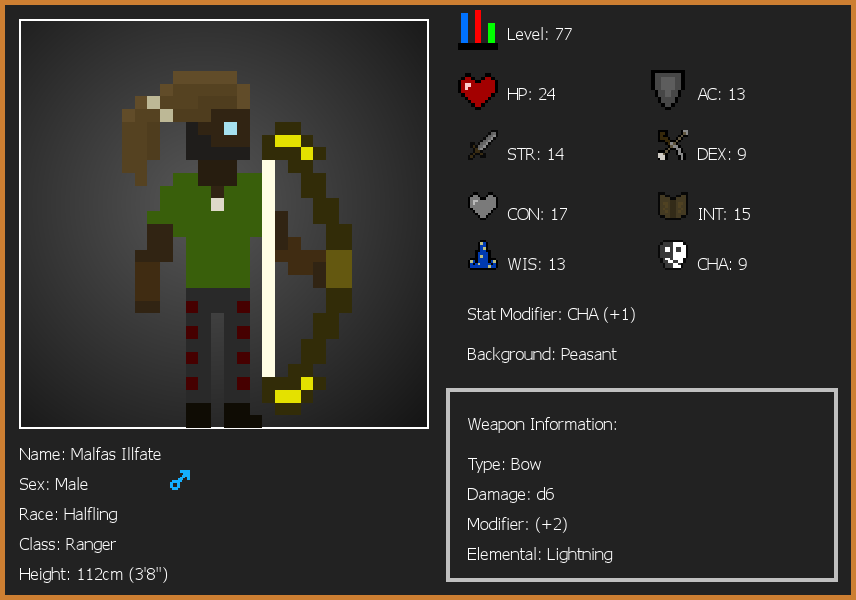 Level: 77
HP: 24
AC: 13
STR: 14
DEX: 9
CON: 17
INT: 15
WIS: 13
CHA: 9
Stat Modifier: CHA (+1)
Background: Peasant
Weapon Information:
Type: Bow
Damage: d6
Modifier: (+2)
Elemental: Lightning
Name: Malfas Illfate
Sex: Male
Race: Halfling
Class: Ranger
Height: 112cm (3'8")